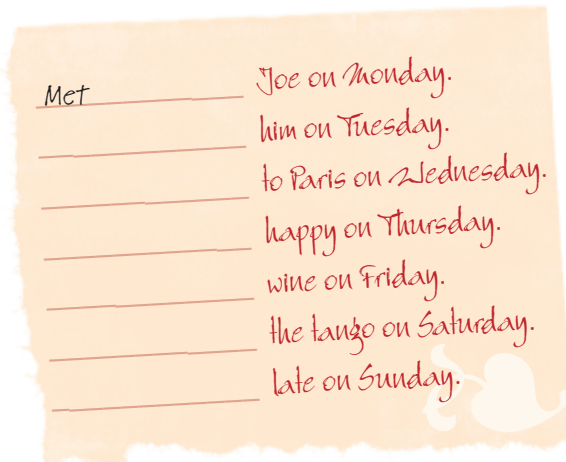 Met Joe on Monday.
him on Tuesday.
to Paris on Wednesday.
happy on Thursday.
wine on Friday.
the tango on Saturday.
late on Sunday.